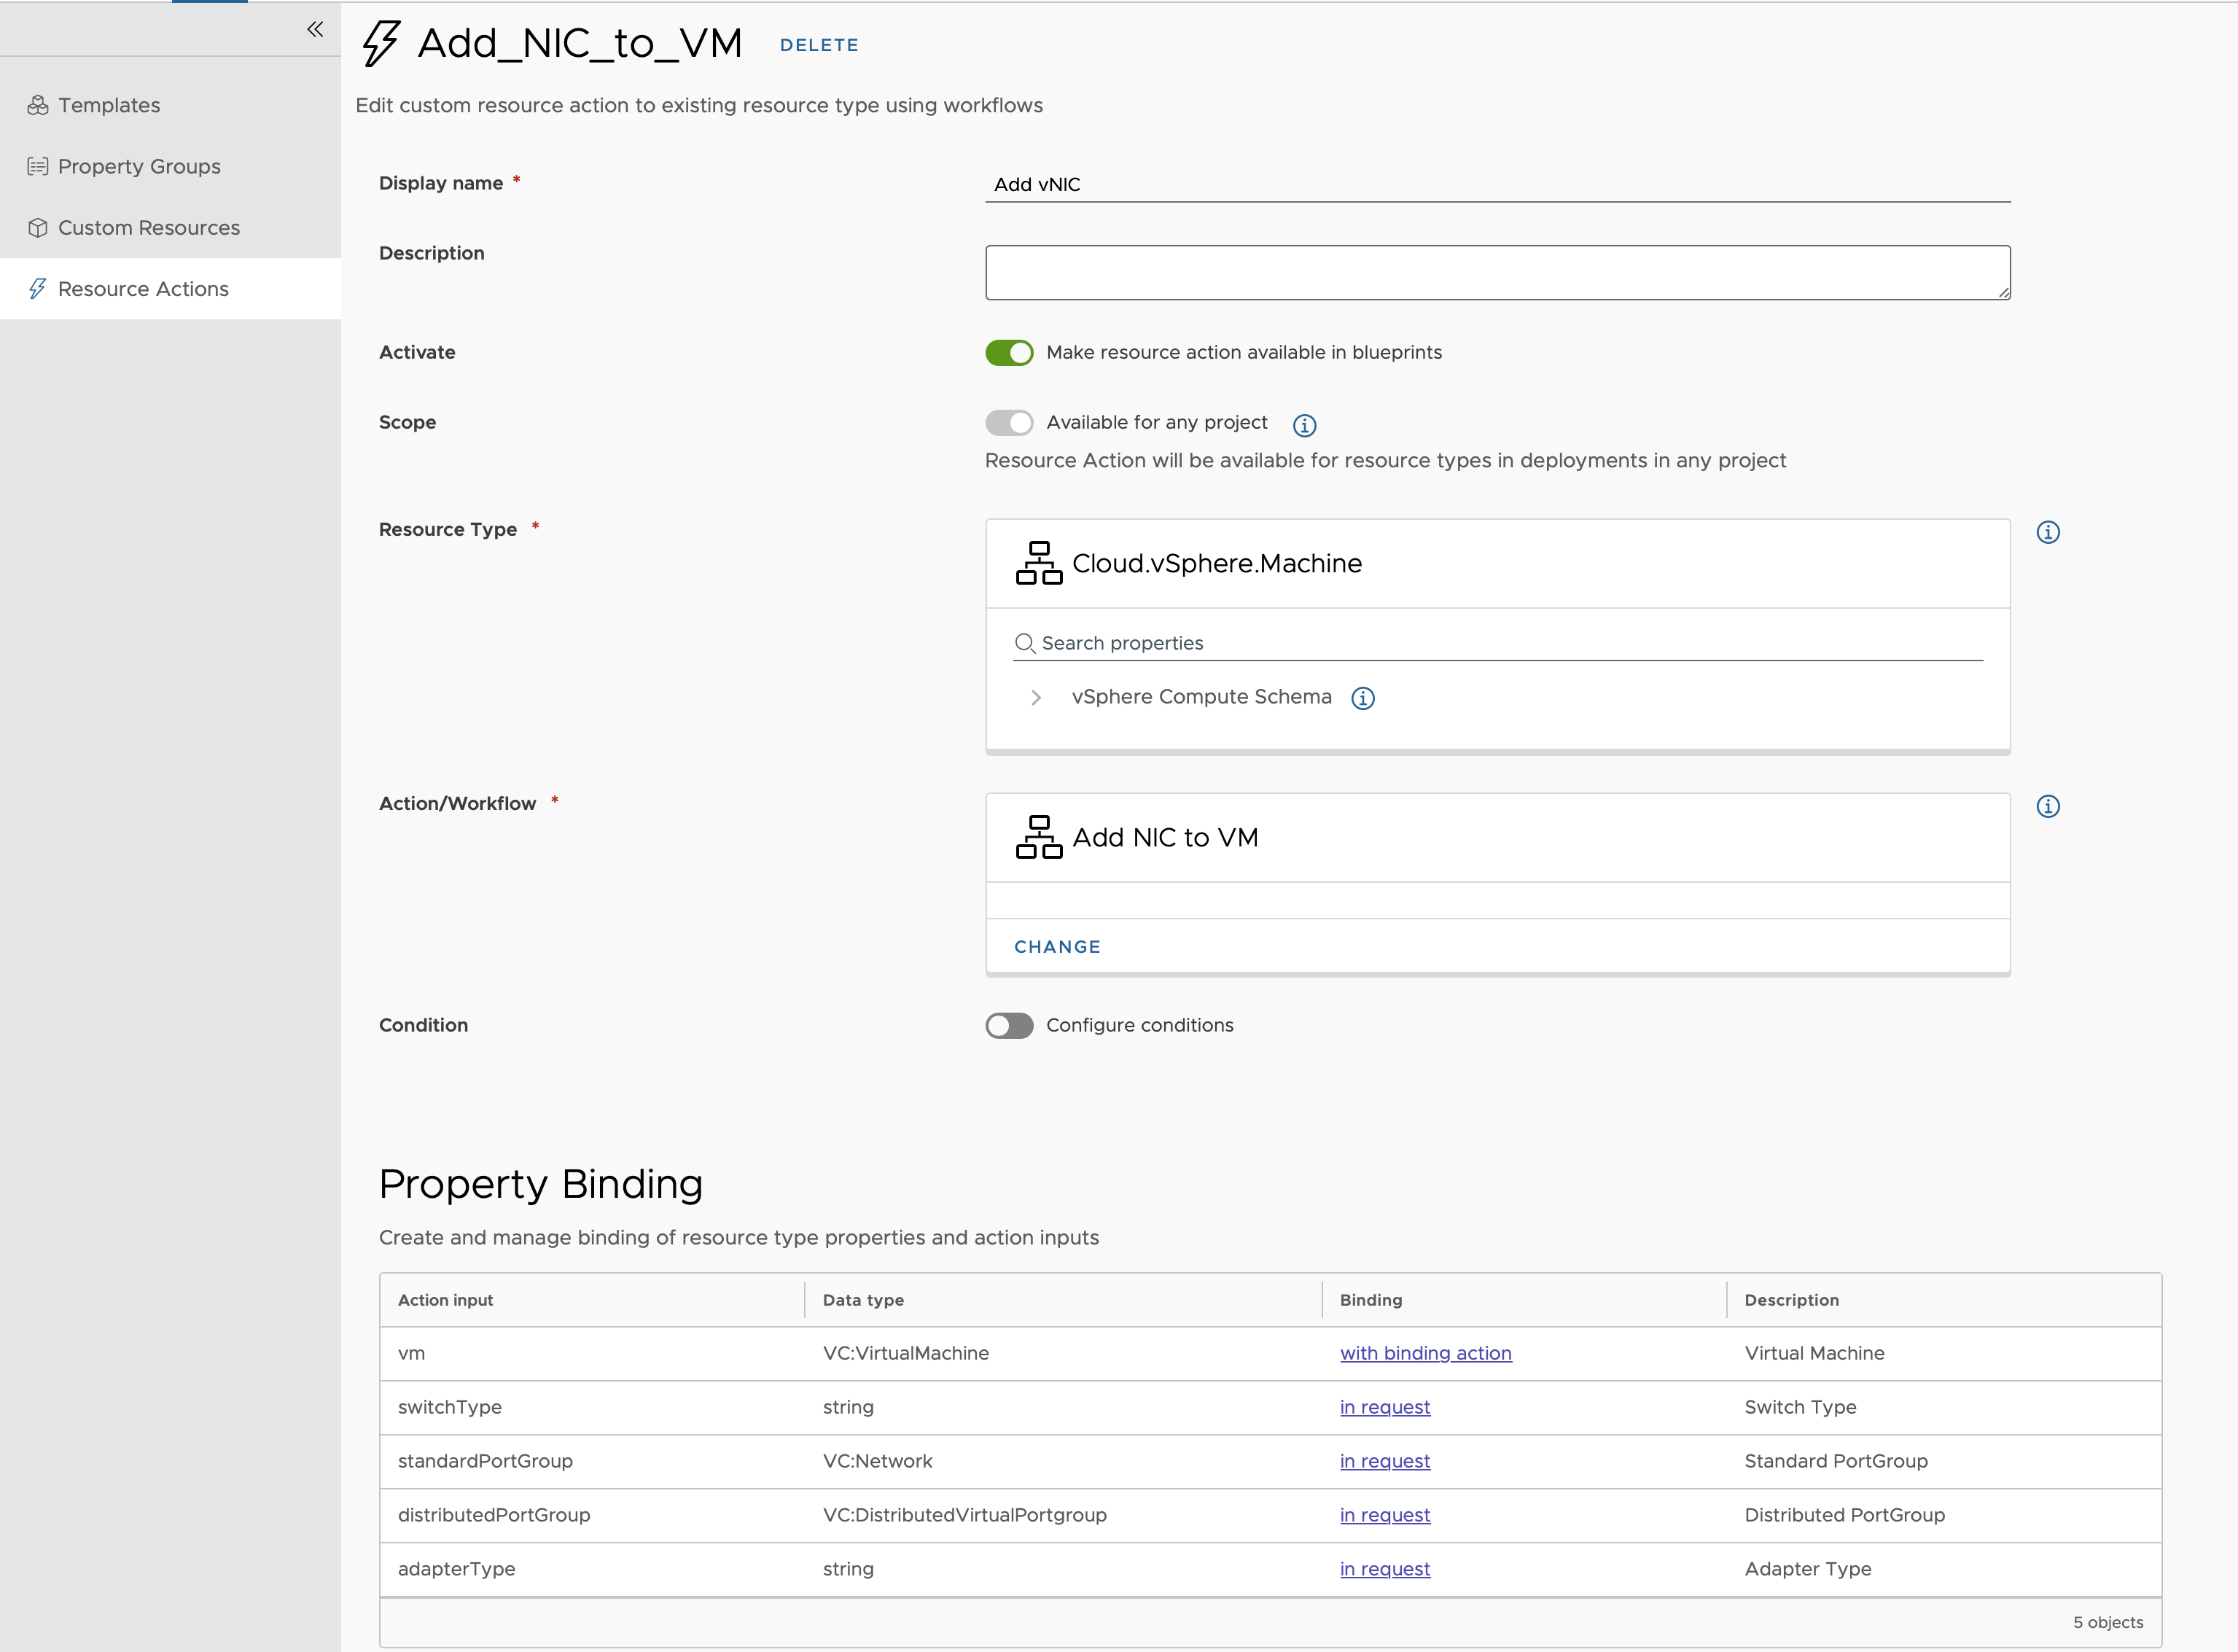 Add_NIC_to_VM DELETE
Edit custom resource action to existing resource type using workflows
Templates
Property Groups
Custom Resources
Resource Actions
Display name * Add vNIC
Description
Activate Make resource action available in blueprints
Scope Available for any project
Resource Action will be available for resource types in deployments in any project
Resource Type * Cloud.vSphere.Machine
Search properties
vSphere Compute Schema
Action/Workflow * Add NIC to VM
CHANGE
Condition Configure conditions
Property Binding
Create and manage binding of resource type properties and action inputs
Action input Data type Binding Description
vm VC:VirtualMachine with binding action Virtual Machine
switchType string in request Switch Type
standardPortGroup VC:Network in request Standard PortGroup
distributedPortGroup VC:DistributedVirtualPortgroup in request Distributed PortGroup
adapterType string in request Adapter Type
5 objects